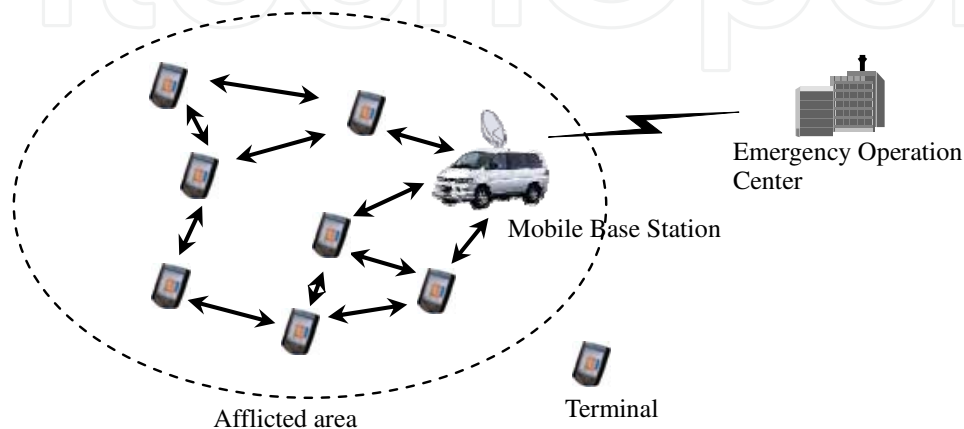 Emergency Operation
Center
Mobile Base Station
Terminal
Afflicted area